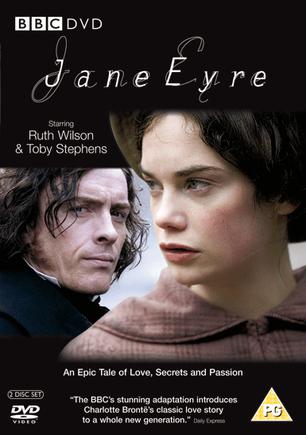 BBC DVD
Jane Eyre
Starring
Ruth Wilson
& Toby Stephens
An Epic Tale of Love, Secrets and Passion
2 DISC SET
DVD
VIDEO
"The BBC's stunning adaptation introduces
Charlotte Brontë's classic love story
to a whole new generation." Daily Express
PG